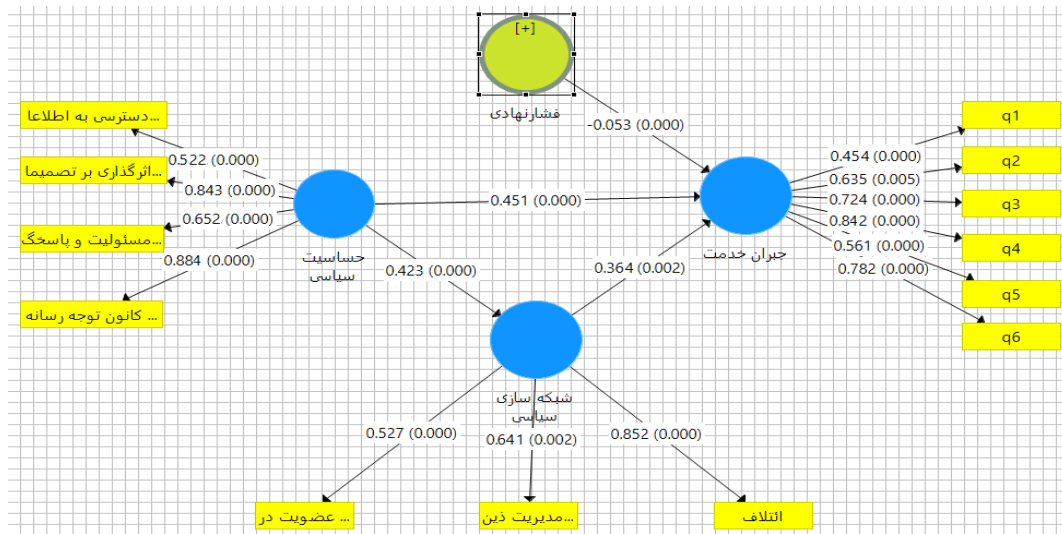 [+]
فشارنهادی
-0.053 (0.000)
دسترسی به اطلاعا...
0.522 (0.000)
اثرگذاری بر تصمیما...
0.843 (0.000)
مسئولیت و پاسخگ...
0.652 (0.000)
0.884 (0.000)
کانون توجه رسانه ...
حساسیت
سیاسی
0.451 (0.000)
0.423 (0.000)
0.364 (0.002)
جبران خدمت
q1
0.454 (0.000)
q2
0.635 (0.005)
q3
0.724 (0.000)
q4
0.842 (0.000)
0.561 (0.000)
0.782 (0.000)
q5
q6
شبکه سازی
سیاسی
0.527 (0.000)
0.641 (0.002)
0.852 (0.000)
عضویت در ...
مدیریت ذین...
ائتلاف